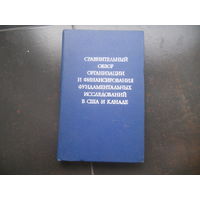 СРАВНИТЕЛЬНЫЙ
ОБЗОР
ОРГАНИЗАЦИИ
И ФИНАНСИРОВАНИЯ
ФУНДАМЕНТАЛЬНЫХ
ИССЛЕДОВАНИЙ
В США И КАНАДЕ